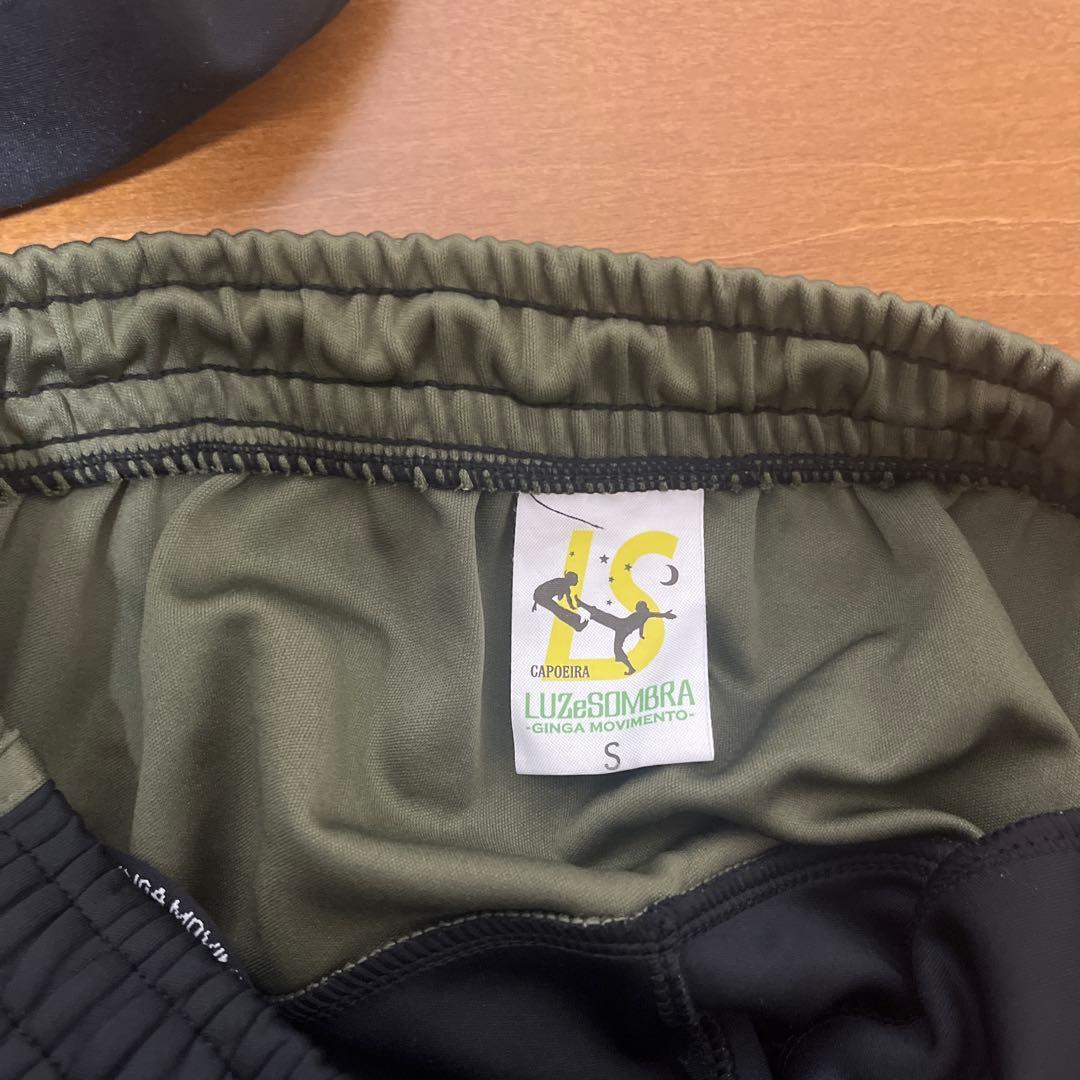 LS
CAPOEIRA
LUZeSOMBRA
-GINGA MOVIMENTO-
S